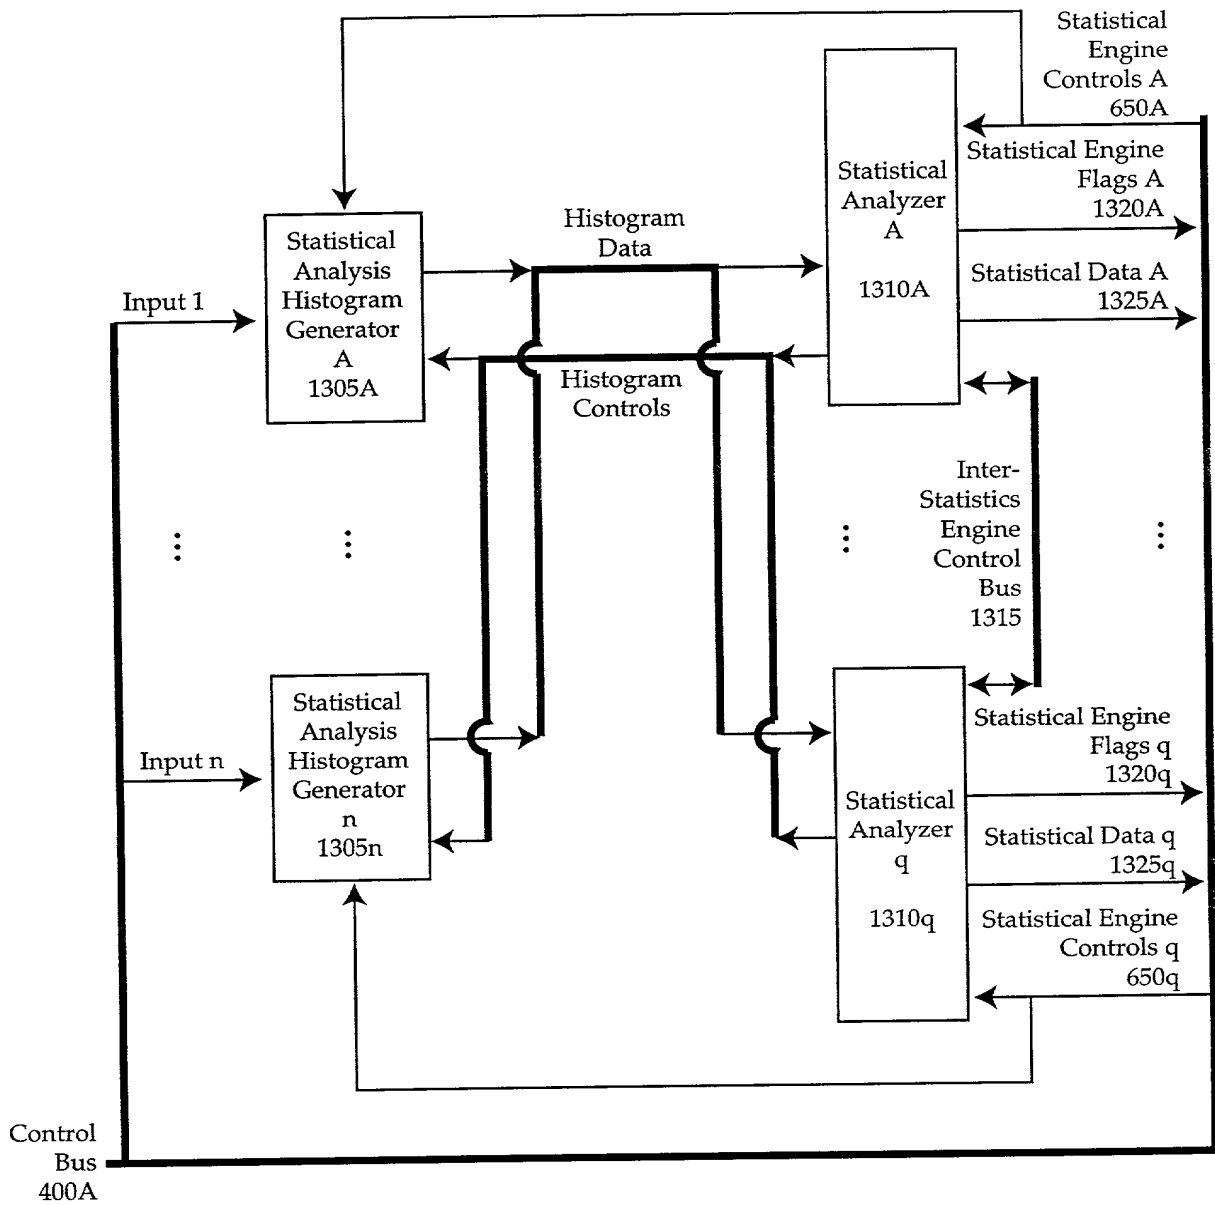 Statistical
Engine
Controls A
650A
Statistical Engine
Flags A
1320A
Statistical Data A
1325A
Statistical
Analyzer
A
1310A
Histogram
Data
Statistical
Analysis
Histogram
Generator
A
1305A
Input 1
Histogram
Controls
Inter-
Statistics
Engine
Control
Bus
1315
Statistical
Analysis
Histogram
Generator
n
1305n
Input n
Statistical Engine
Flags q
1320q
Statistical
Analyzer
q
1310q
Statistical Data q
1325q
Statistical Engine
Controls q
650q
Control
Bus
400A